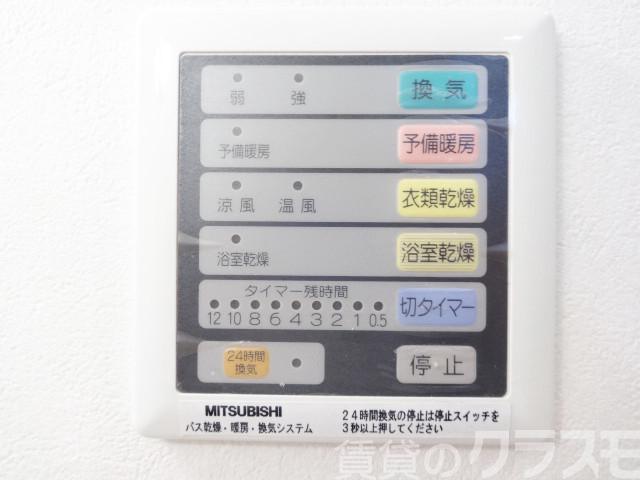 弱 強 換気
予備暖房 予備暖房
涼風 温風 衣類乾燥
浴室乾燥 浴室乾燥
タイマー残時間
12 10 8 6 4 3 2 1 0.5 切タイマー
24時間
換気
停止
MITSUBISHI
バス乾燥・暖房・換気システム
24時間換気の停止は停止スイッチを
3秒以上押してください
賃貸のクラスモ